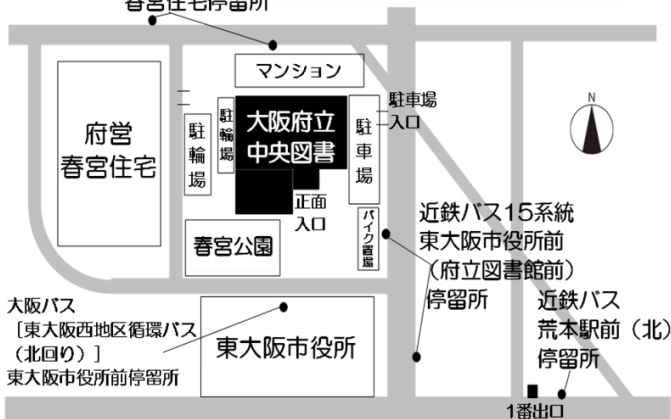 春宮住宅停留所
マンション
N
府営
春宮住宅
駐輪場
駐輪場
大阪府立
中央図書
駐車場
駐車場
入口
正面
入口
バイク置場
春宮公園
近鉄バス15系統
東大阪市役所前
（府立図書館前）
停留所
大阪バス
［東大阪西地区循環バス
（北回り）］
東大阪市役所前停留所
東大阪市役所
近鉄バス
荒本駅前（北）
停留所
1番出口